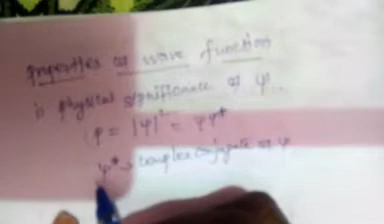 properties of wave function
1) physical significance of ψ.
P = |ψ|² = ψψ*
ψ* → complex conjugate of ψ